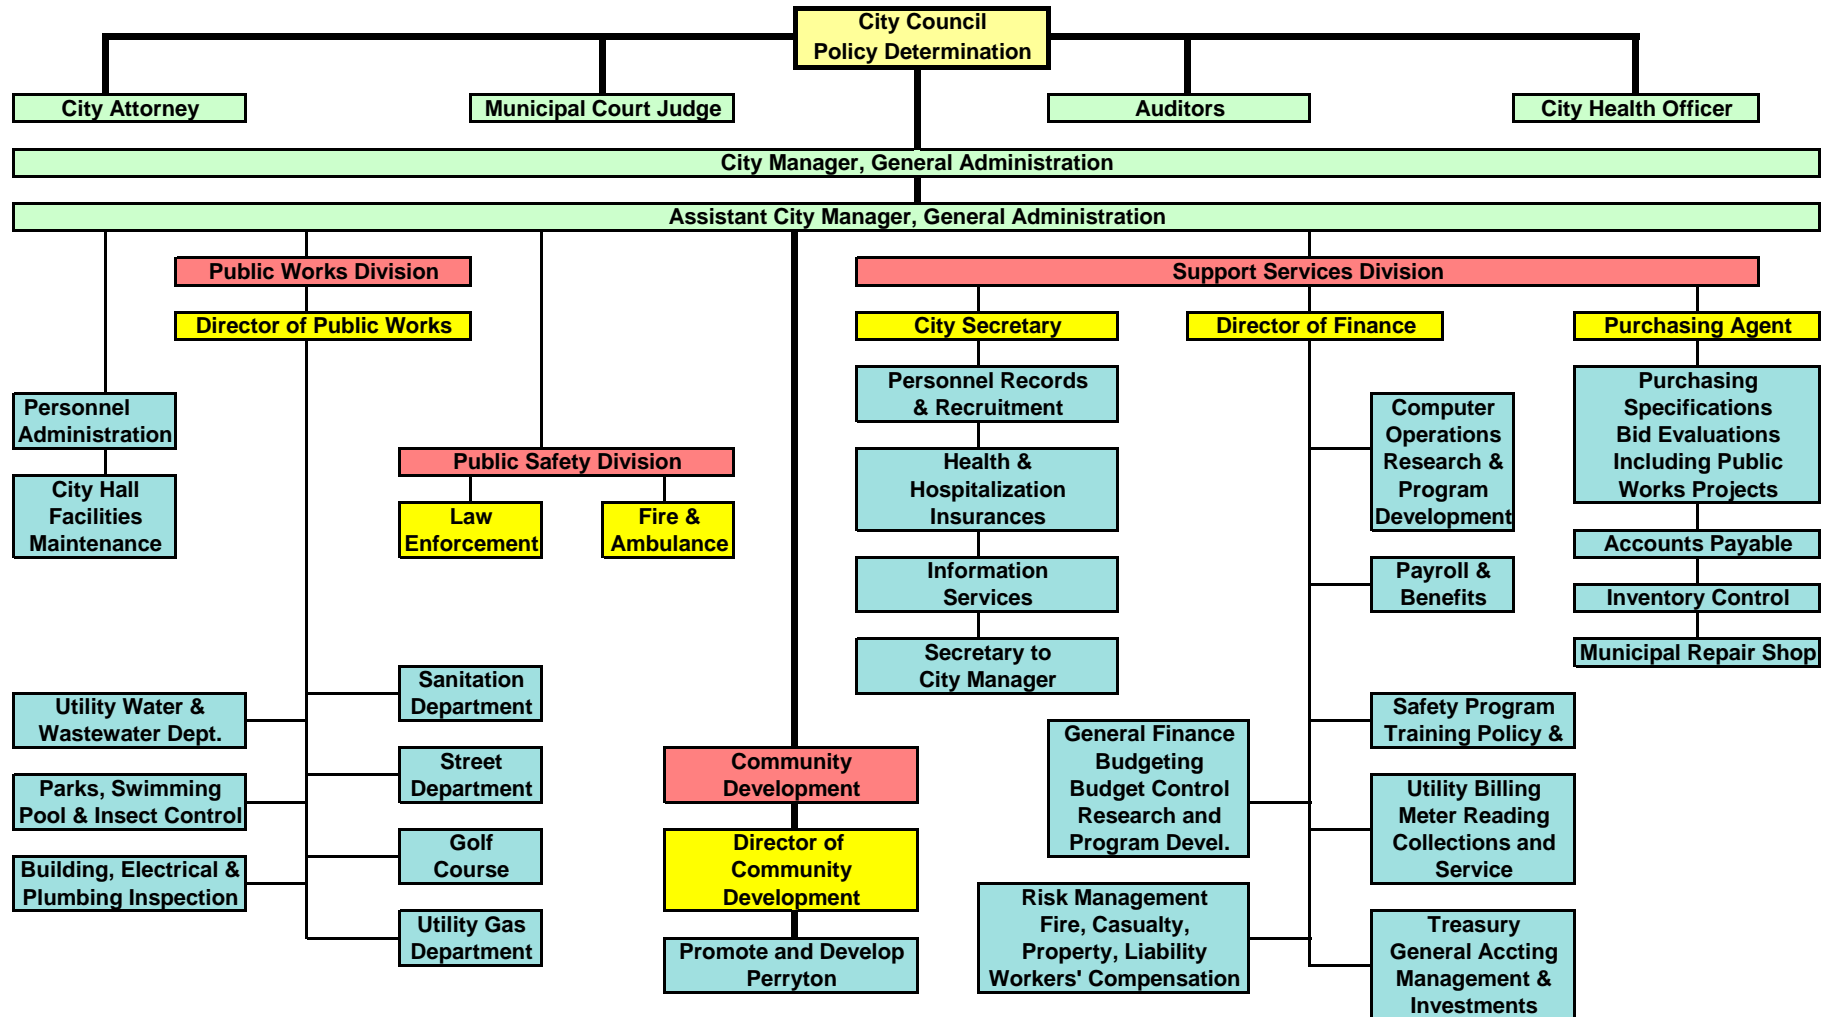 City Council
Policy Determination
City Attorney
Municipal Court Judge
Auditors
City Health Officer
City Manager, General Administration
Assistant City Manager, General Administration
Public Works Division
Support Services Division
Director of Public Works
City Secretary
Director of Finance
Purchasing Agent
Personnel
Administration
City Hall
Facilities
Maintenance
Public Safety Division
Law
Enforcement
Fire &
Ambulance
Personnel Records
& Recruitment
Health &
Hospitalization
Insurances
Information
Services
Secretary to
City Manager
Computer
Operations
Research &
Program
Development
Payroll &
Benefits
Purchasing
Specifications
Bid Evaluations
Including Public
Works Projects
Accounts Payable
Inventory Control
Municipal Repair Shop
Utility Water &
Wastewater Dept.
Parks, Swimming
Pool & Insect Control
Building, Electrical &
Plumbing Inspection
Sanitation
Department
Street
Department
Golf
Course
Utility Gas
Department
Community
Development
Director of
Community
Development
Promote and Develop
Perryton
General Finance
Budgeting
Budget Control
Research and
Program Devel.
Risk Management
Fire, Casualty,
Property, Liability
Workers' Compensation
Safety Program
Training Policy &
Utility Billing
Meter Reading
Collections and
Service
Treasury
General Accting
Management &
Investments